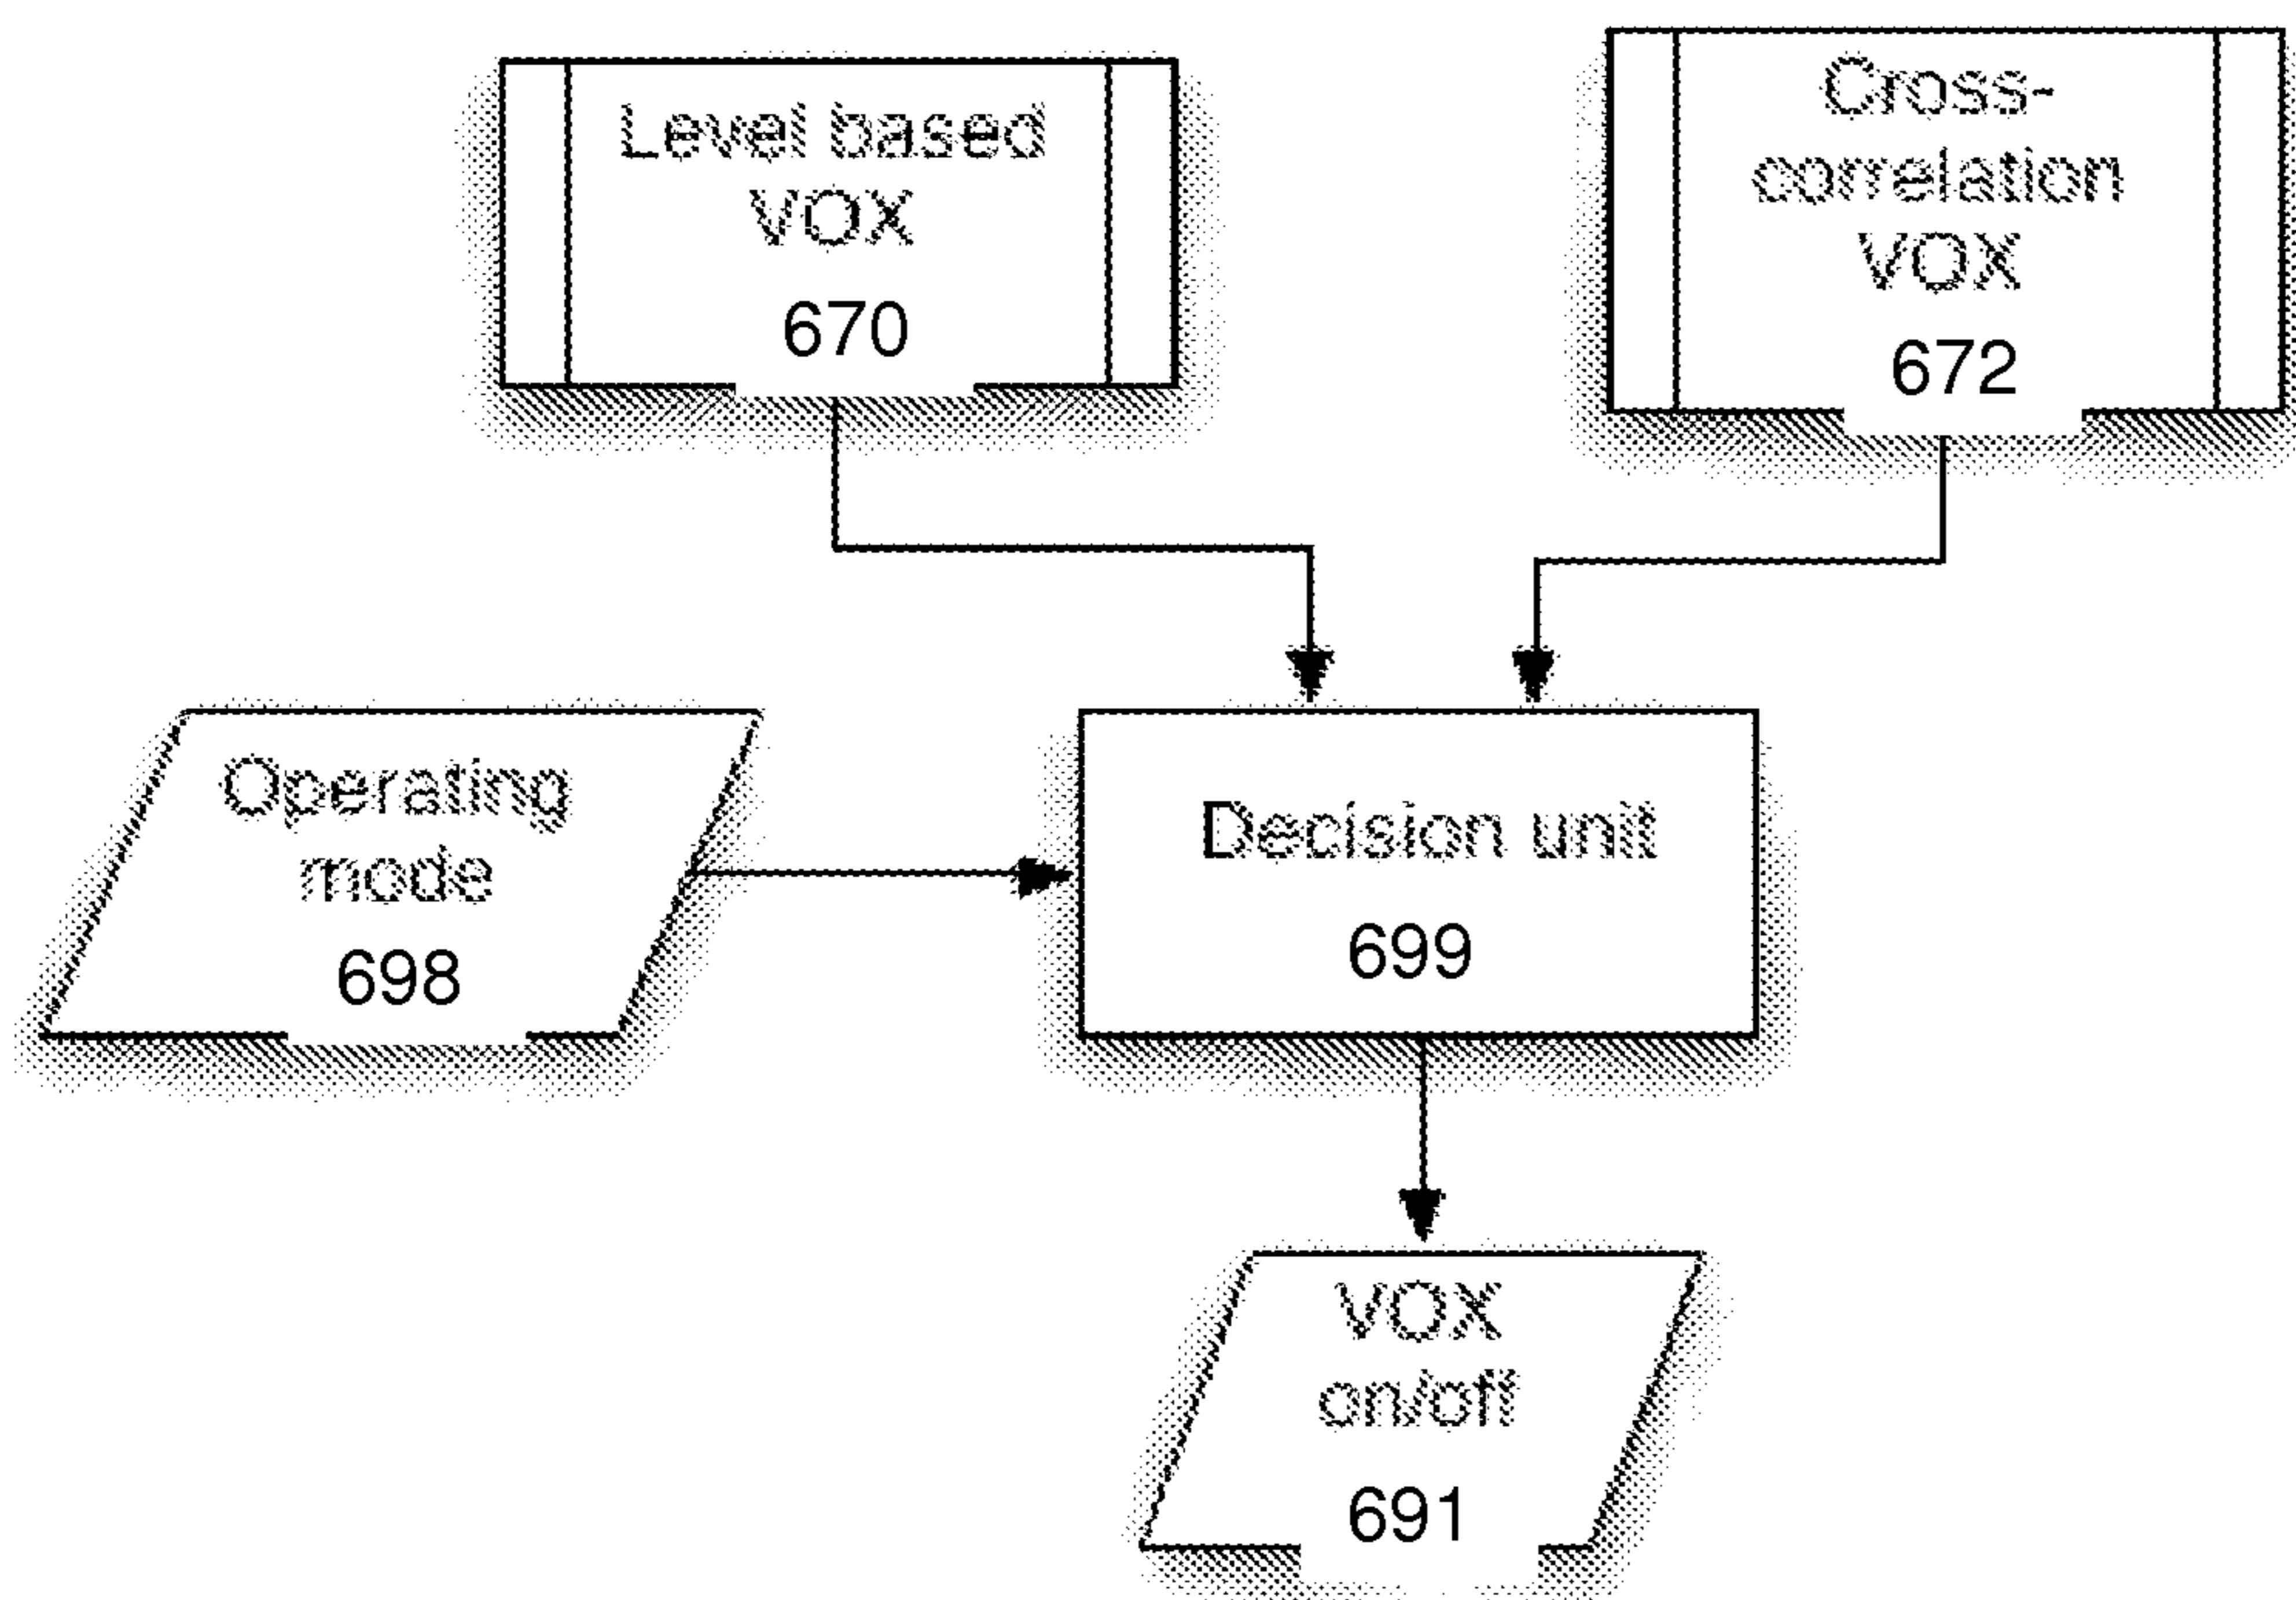 Level based
VOX
670
Cross-
correlation
VOX
672
Operating
mode
698
Decision unit
699
VOX
on/off
691